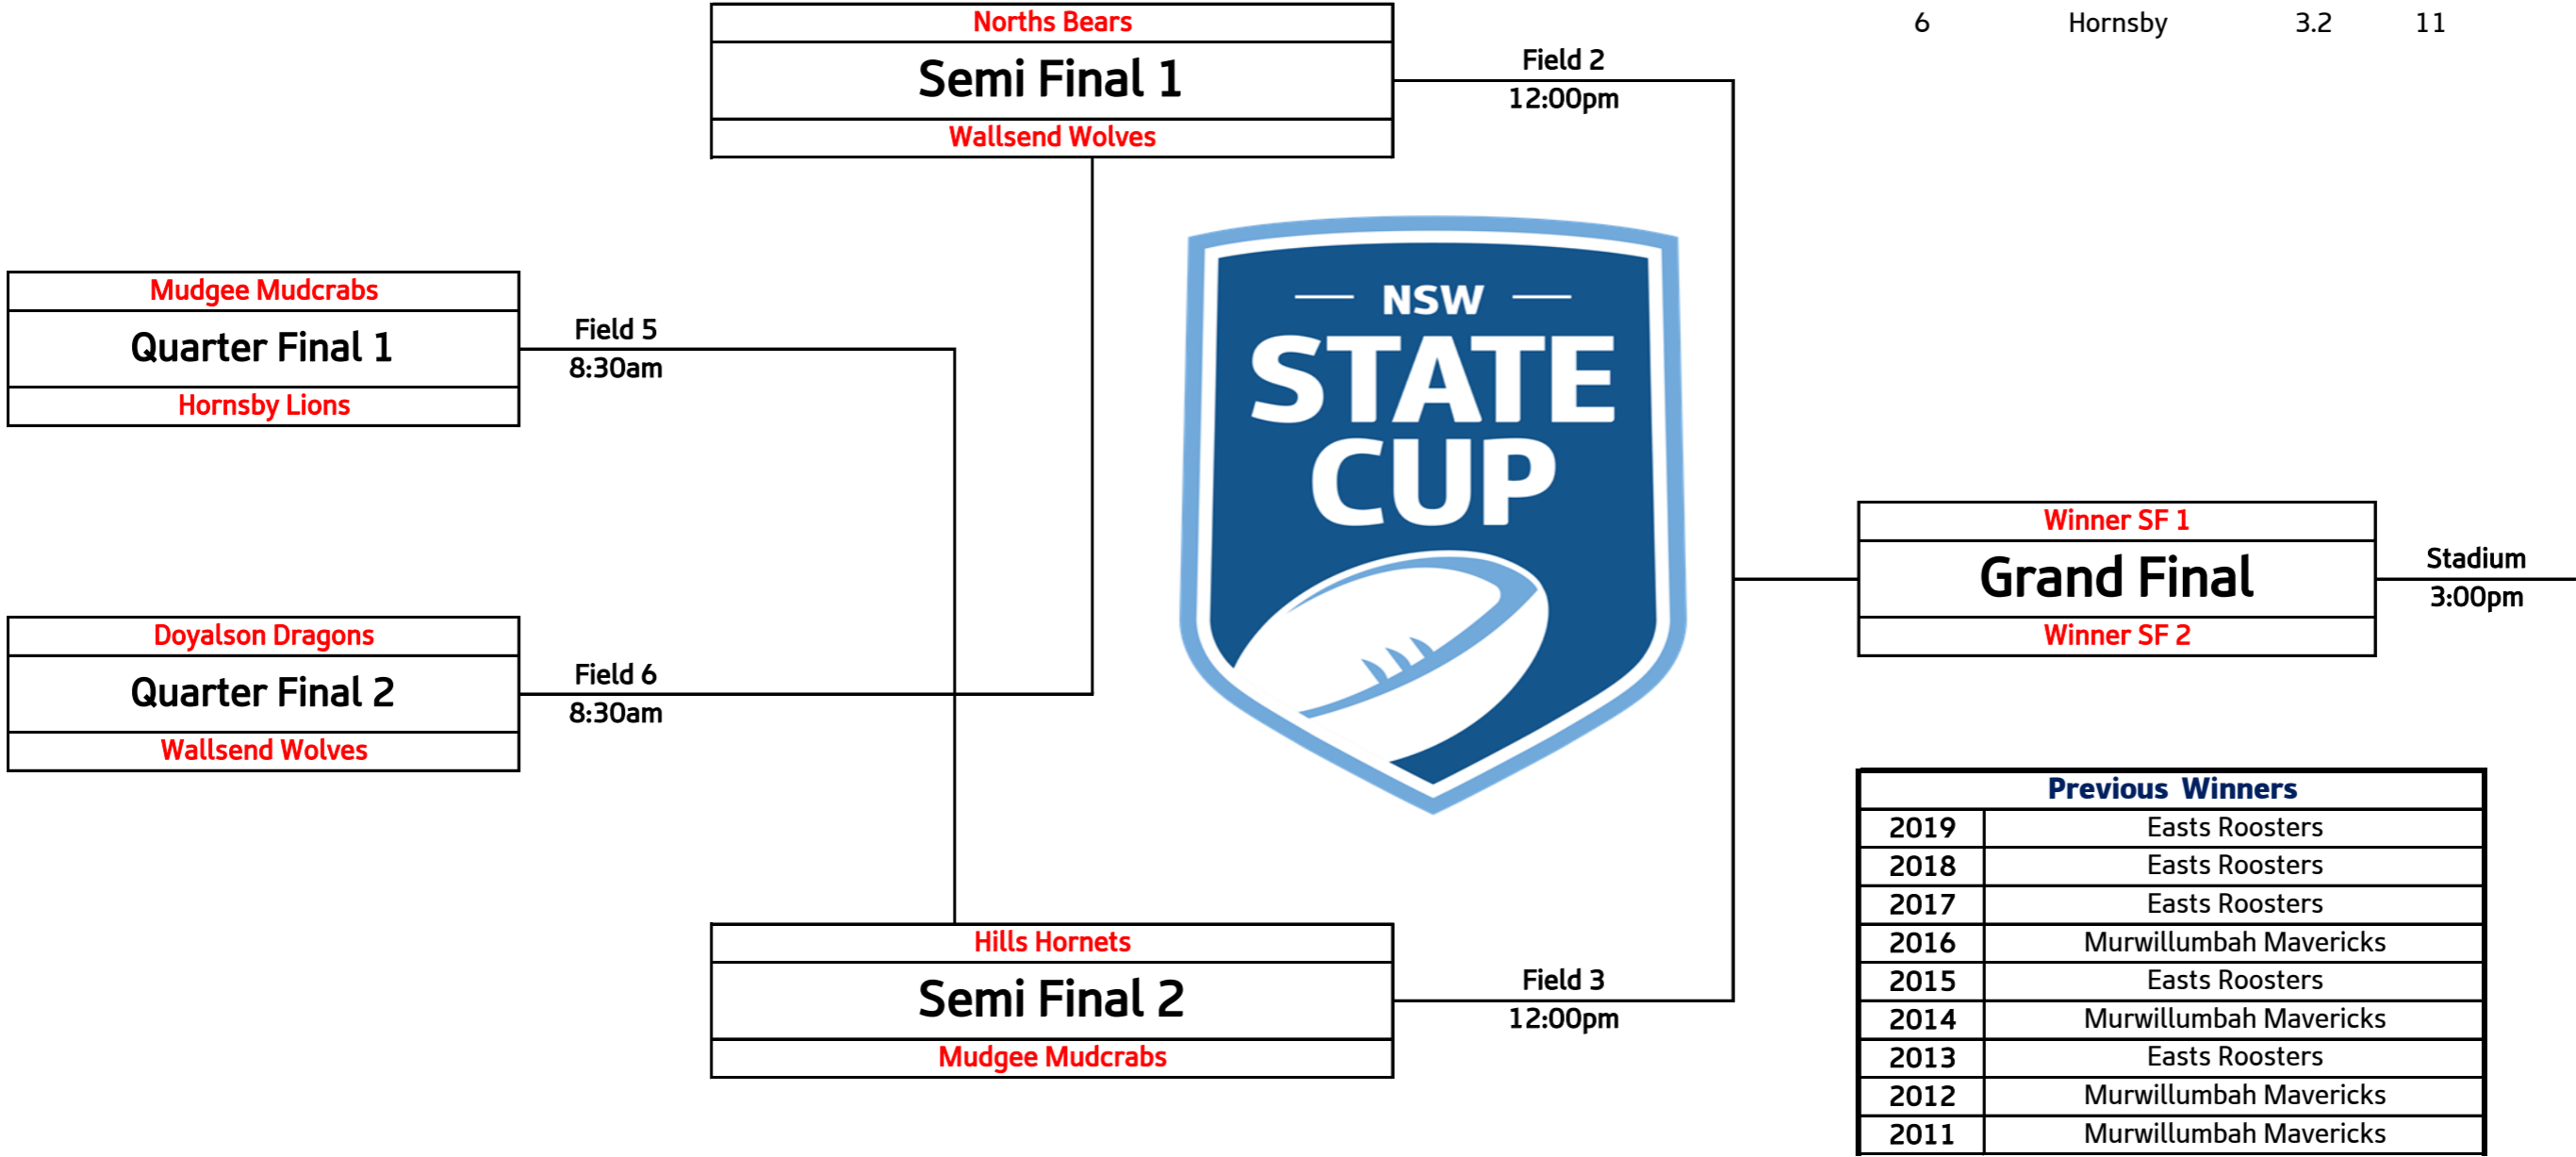 6 Hornsby 3.2 11
Norths Bears
Semi Final 1
Wallsend Wolves
Field 2
12:00pm
Mudgee Mudcrabs
Quarter Final 1
Hornsby Lions
Field 5
8:30am
NSW
STATE
CUP
Doyalson Dragons
Quarter Final 2
Wallsend Wolves
Field 6
8:30am
Winner SF 1
Grand Final
Winner SF 2
Stadium
3:00pm
Hills Hornets
Semi Final 2
Mudgee Mudcrabs
Field 3
12:00pm
Previous Winners
2019 Easts Roosters
2018 Easts Roosters
2017 Easts Roosters
2016 Murwillumbah Mavericks
2015 Easts Roosters
2014 Murwillumbah Mavericks
2013 Easts Roosters
2012 Murwillumbah Mavericks
2011 Murwillumbah Mavericks